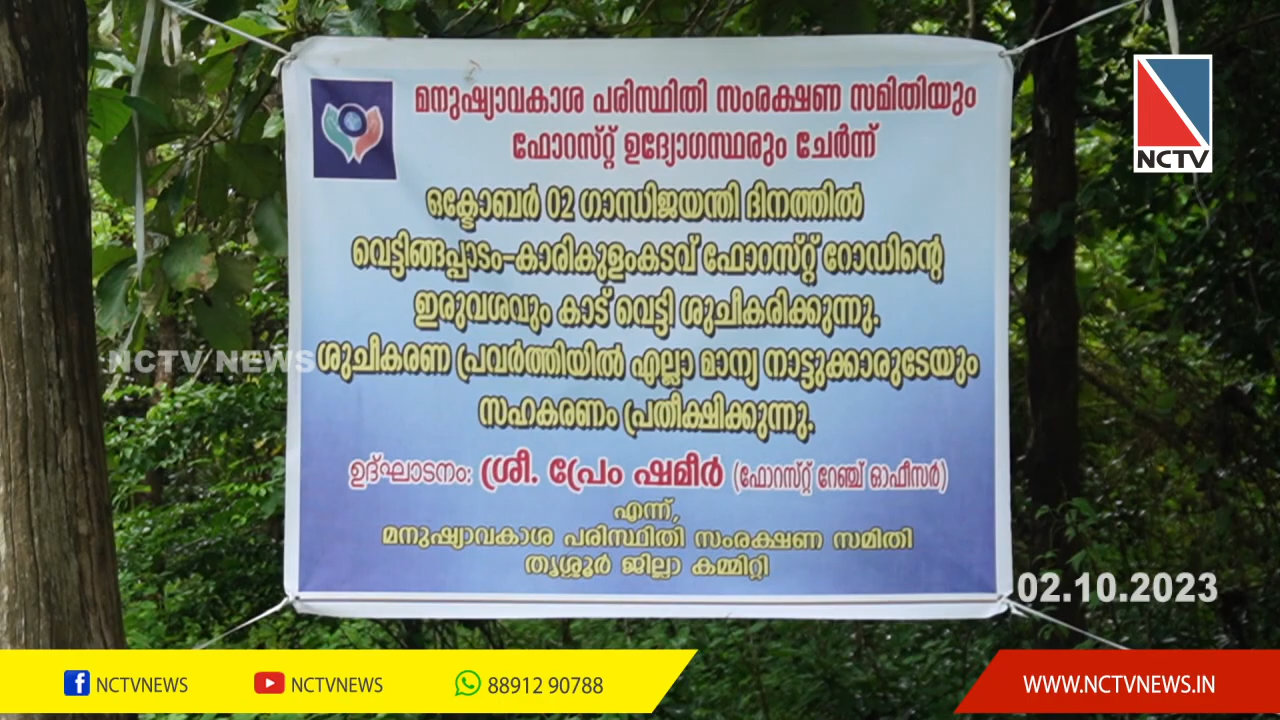 മനുഷ്യാവകാശ പരിസ്ഥിതി സംരക്ഷണ സമിതിയും
ഫോറസ്റ്റ് ഉദ്യോഗസ്ഥരും ചേർന്ന്
ഒക്ടോബർ 02 ഗാന്ധിജയന്തി ദിനത്തിൽ
വെട്ടിങ്ങപ്പാടം-കാരികുളംകടവ് ഫോറസ്റ്റ് റോഡിന്റെ
ഇരുവശവും കാട് വെട്ടി ശുചീകരിക്കുന്നു.
ശുചീകരണ പ്രവർത്തിയിൽ എല്ലാ മാന്യ നാട്ടുക്കാരുടേയും
സഹകരണം പ്രതീക്ഷിക്കുന്നു.
ഉദ്ഘാടനം: ശ്രീ. പ്രേം ഷമീർ (ഫോറസ്റ്റ് റേഞ്ച് ഓഫീസർ)
എന്ന്,
മനുഷ്യാവകാശ പരിസ്ഥിതി സംരക്ഷണ സമിതി
തൃശ്ശൂർ ജില്ലാ കമ്മിറ്റി
NCTV
NCTV NEWS
02.10.2023
NCTVNEWS
NCTVNEWS
88912 90788
WWW.NCTVNEWS.IN